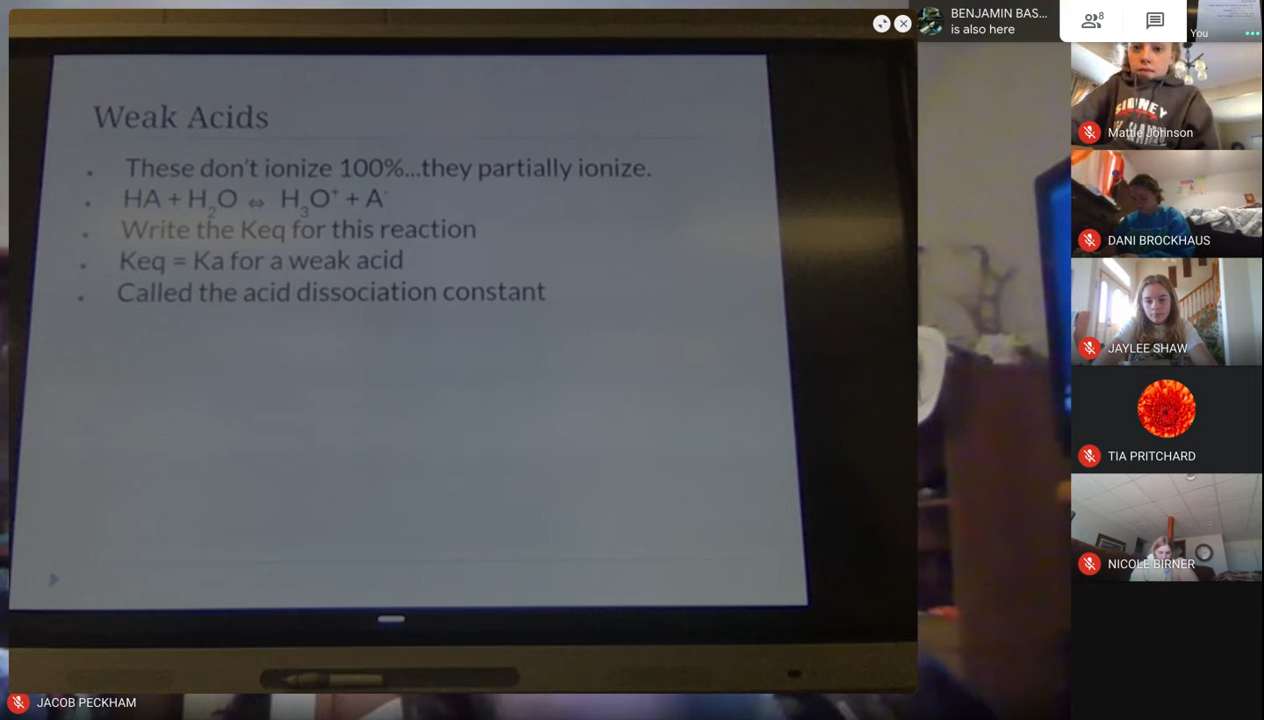 Weak Acids
• These don't ionize 100%...they partially ionize.
• HA + H₂O ⇔ H₃O⁺ + A⁻
• Write the Keq for this reaction
• Keq = Ka for a weak acid
• Called the acid dissociation constant
JACOB PECKHAM
BENJAMIN BAS...
is also here
8
You
SIDNEY
Mattie Johnson
DANI BROCKHAUS
JAYLEE SHAW
TIA PRITCHARD
NICOLE BIRNER